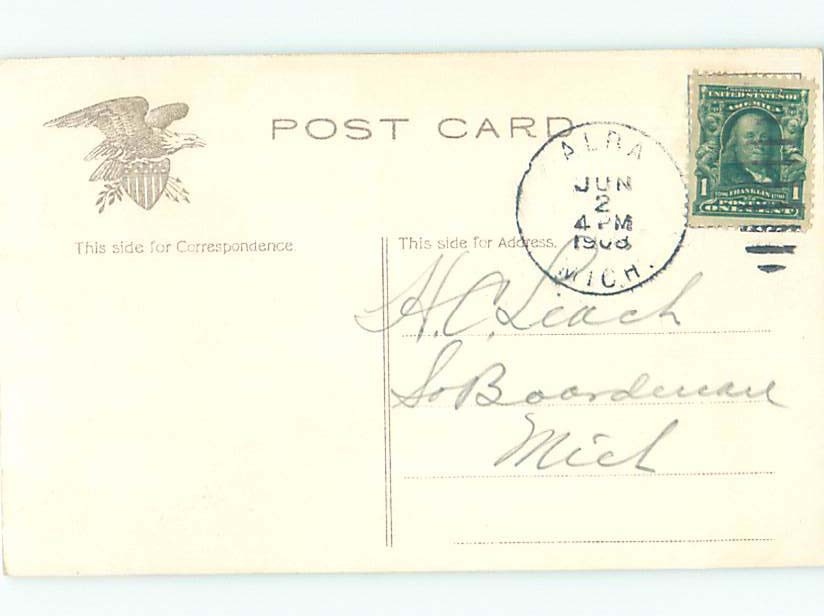 POST CARD
ALBA
JUN
2
4 PM
1908
MICH.
UNITED STATES OF
AMERICA
1 FRANKLIN 1
POSTAGE
ONE CENT
This side for Correspondence.
This side for Address.
H. C. Leach
So Boardman
Mich